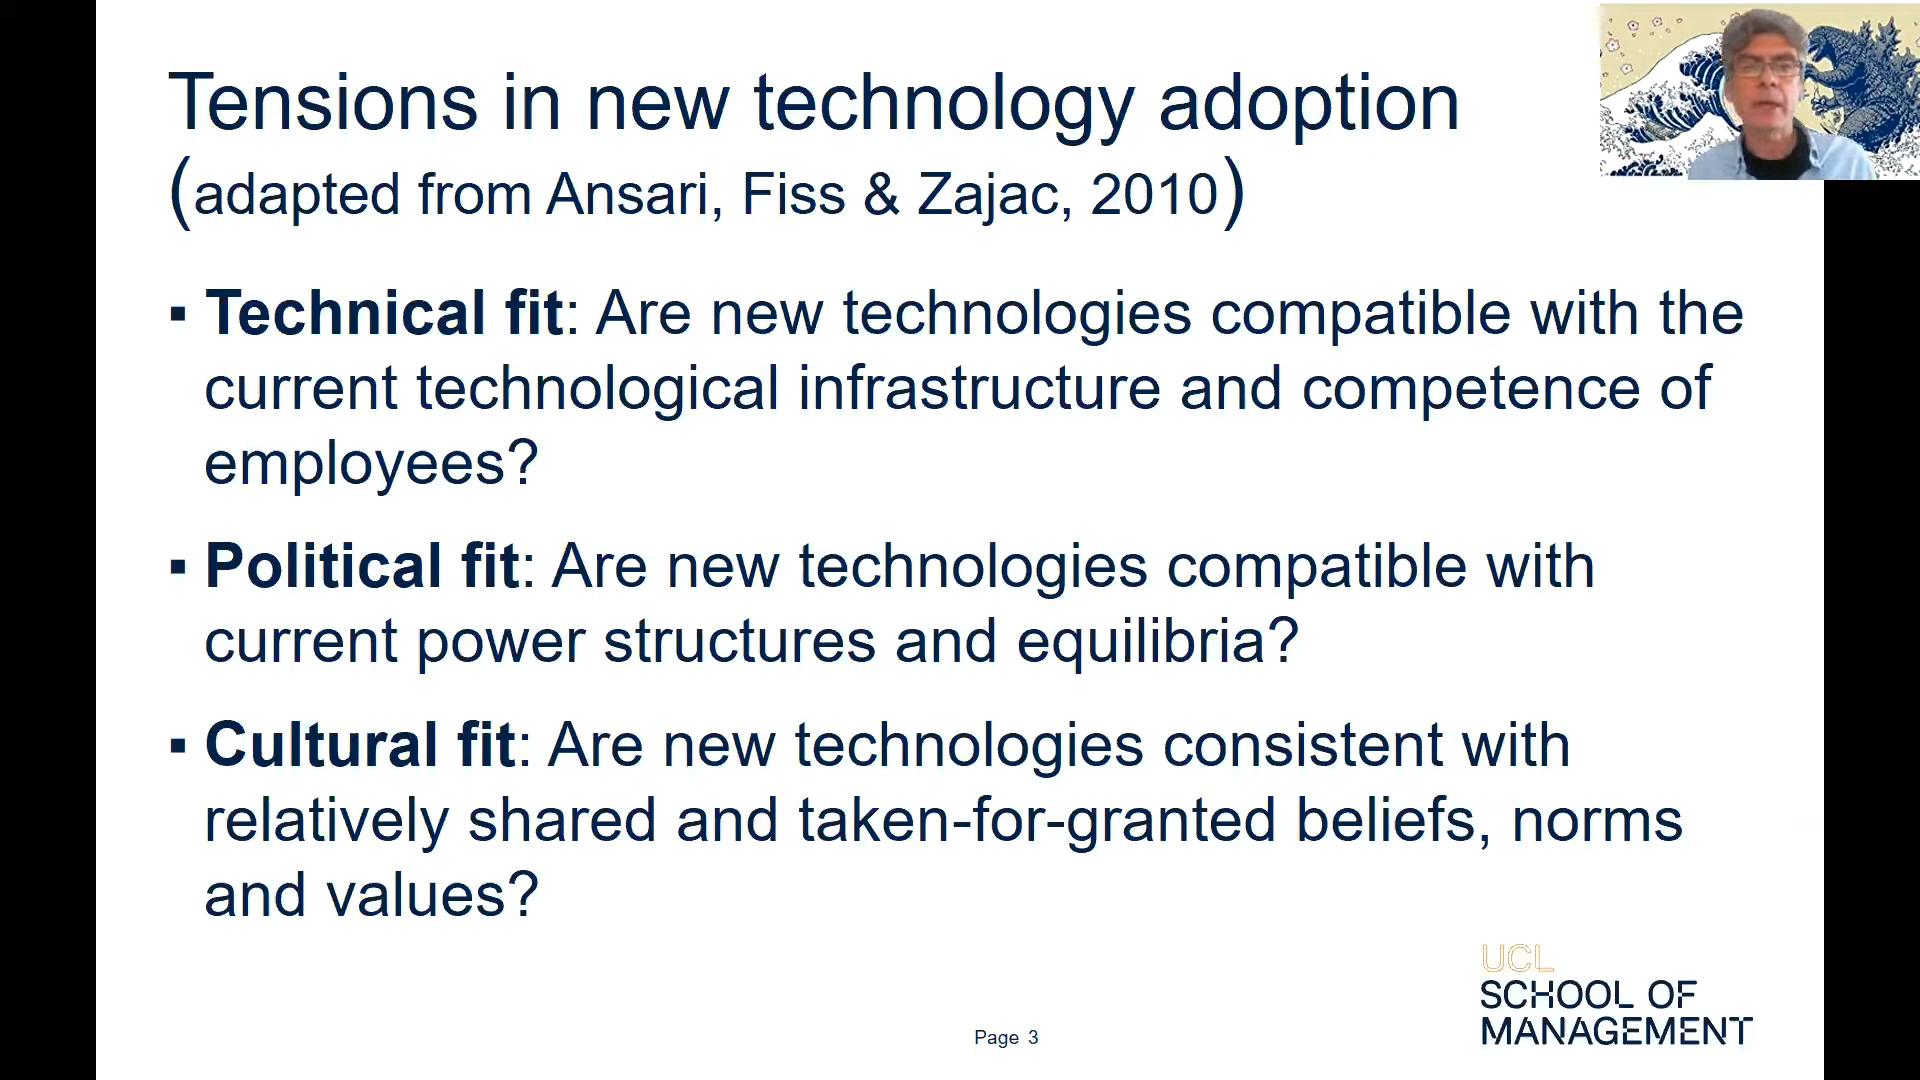 Tensions in new technology adoption
(adapted from Ansari, Fiss & Zajac, 2010)
▪ Technical fit: Are new technologies compatible with the
current technological infrastructure and competence of
employees?
▪ Political fit: Are new technologies compatible with
current power structures and equilibria?
▪ Cultural fit: Are new technologies consistent with
relatively shared and taken-for-granted beliefs, norms
and values?
UCL
SCHOOL OF
MANAGEMENT
Page 3